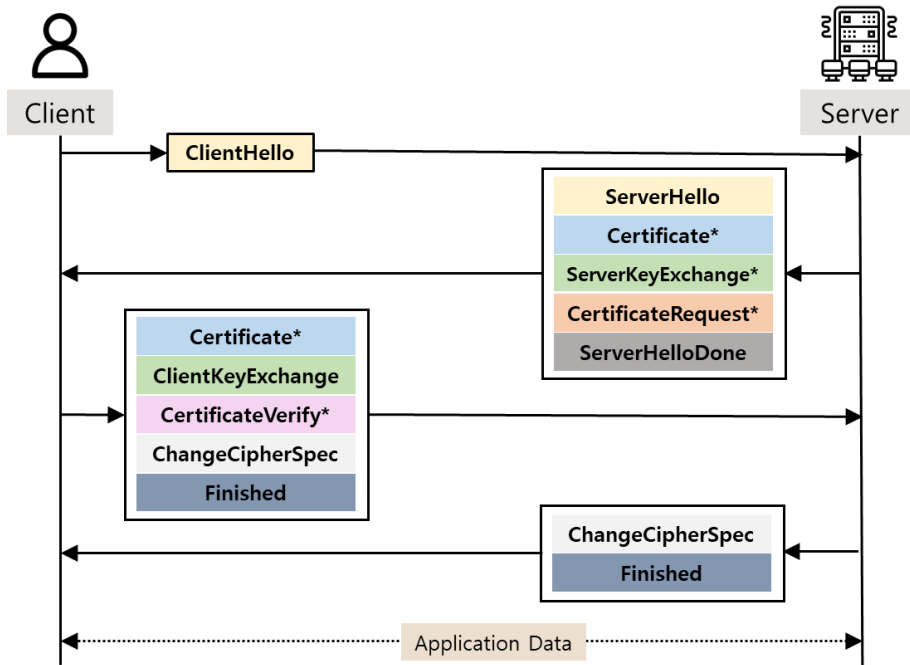 Client
Server
ClientHello
ServerHello
Certificate*
ServerKeyExchange*
CertificateRequest*
ServerHelloDone
Certificate*
ClientKeyExchange
CertificateVerify*
ChangeCipherSpec
Finished
ChangeCipherSpec
Finished
Application Data